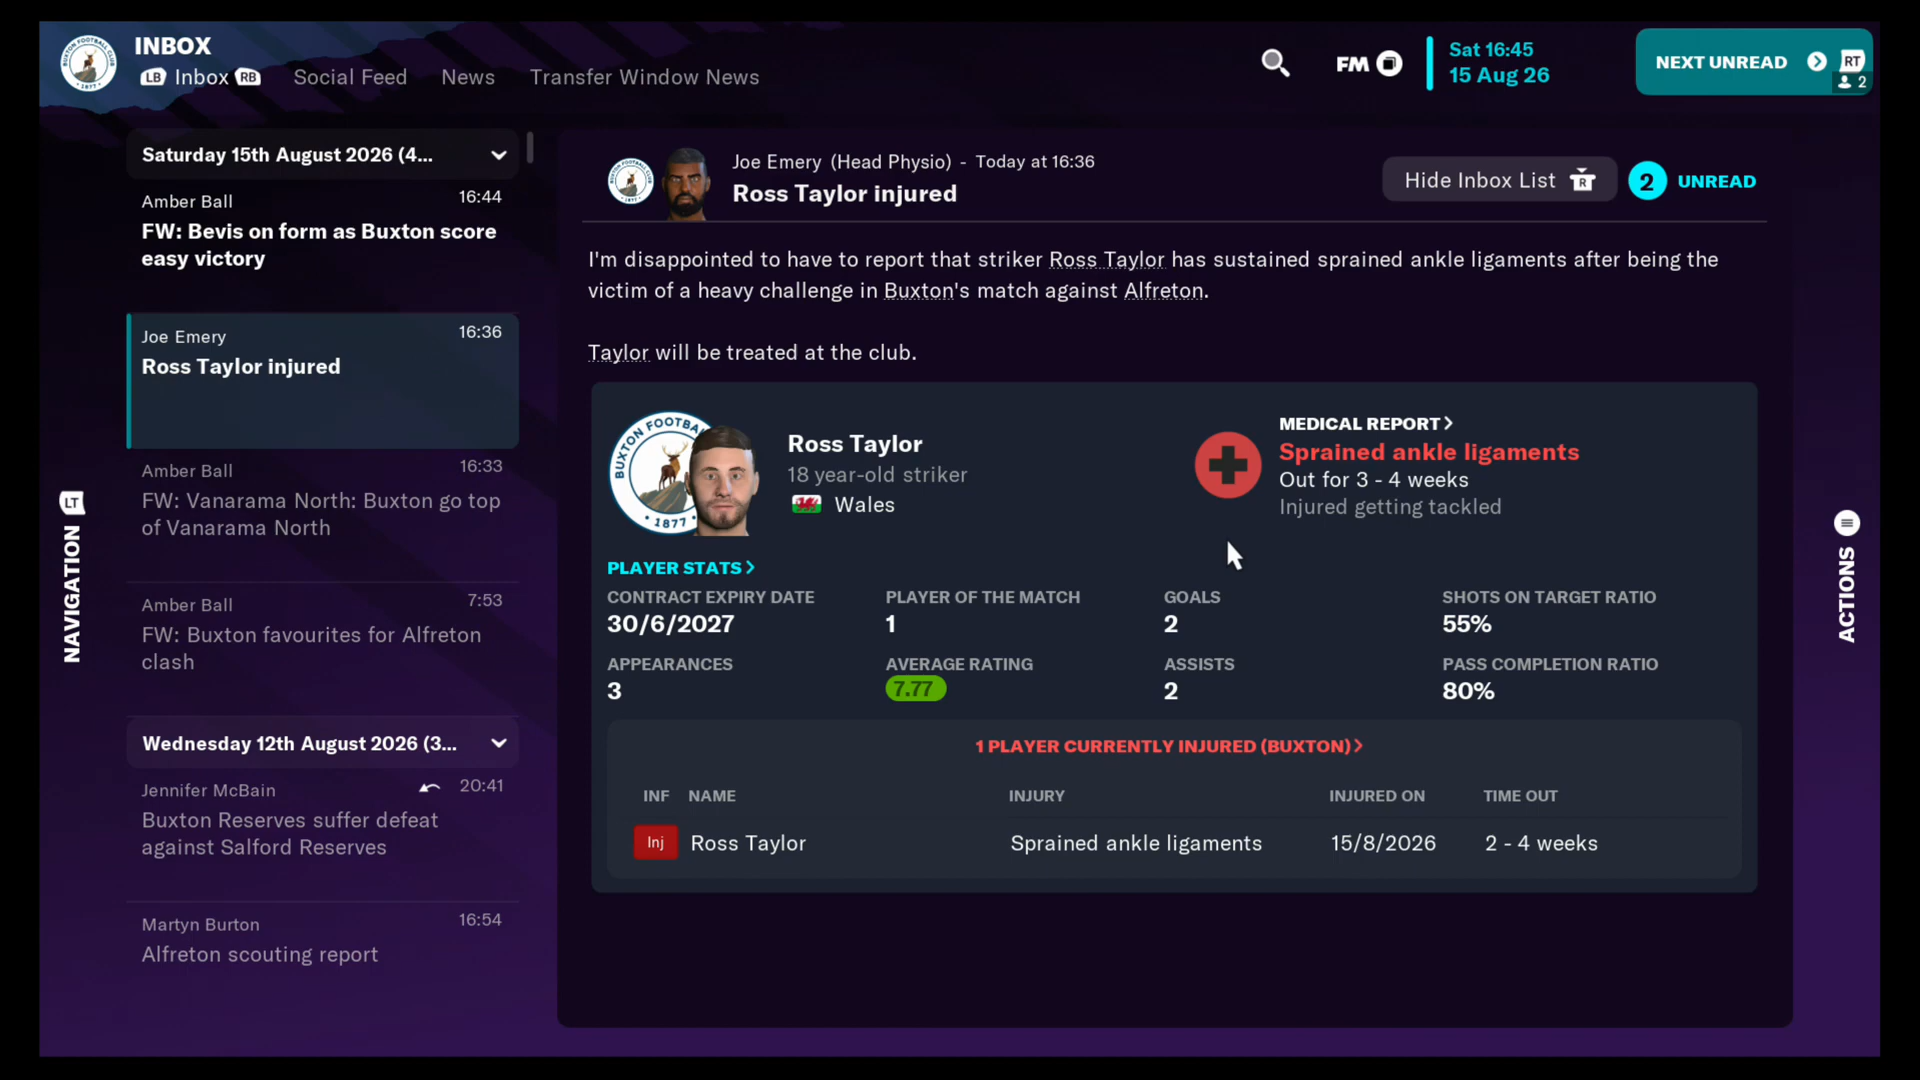 INBOX
LB Inbox RB Social Feed News Transfer Window News
FM
Sat 16:45
15 Aug 26
NEXT UNREAD RT
2
NAVIGATION LT
Saturday 15th August 2026 (4...
Amber Ball 16:44
FW: Bevis on form as Buxton score
easy victory
Joe Emery 16:36
Ross Taylor injured
Amber Ball 16:33
FW: Vanarama North: Buxton go top
of Vanarama North
Amber Ball 7:53
FW: Buxton favourites for Alfreton
clash
Wednesday 12th August 2026 (3...
Jennifer McBain 20:41
Buxton Reserves suffer defeat
against Salford Reserves
Martyn Burton 16:54
Alfreton scouting report
Joe Emery (Head Physio) - Today at 16:36
Ross Taylor injured
Hide Inbox List R
2 UNREAD
I'm disappointed to have to report that striker Ross Taylor has sustained sprained ankle ligaments after being the
victim of a heavy challenge in Buxton's match against Alfreton.
Taylor will be treated at the club.
BUXTON FOOTBALL
1877
Ross Taylor
18 year-old striker
Wales
MEDICAL REPORT
Sprained ankle ligaments
Out for 3 - 4 weeks
Injured getting tackled
PLAYER STATS
CONTRACT EXPIRY DATE PLAYER OF THE MATCH GOALS SHOTS ON TARGET RATIO
30/6/2027 1 2 55%
APPEARANCES AVERAGE RATING ASSISTS PASS COMPLETION RATIO
3 7.77 2 80%
1 PLAYER CURRENTLY INJURED (BUXTON)
INF NAME INJURY INJURED ON TIME OUT
Inj Ross Taylor Sprained ankle ligaments 15/8/2026 2 - 4 weeks
ACTIONS